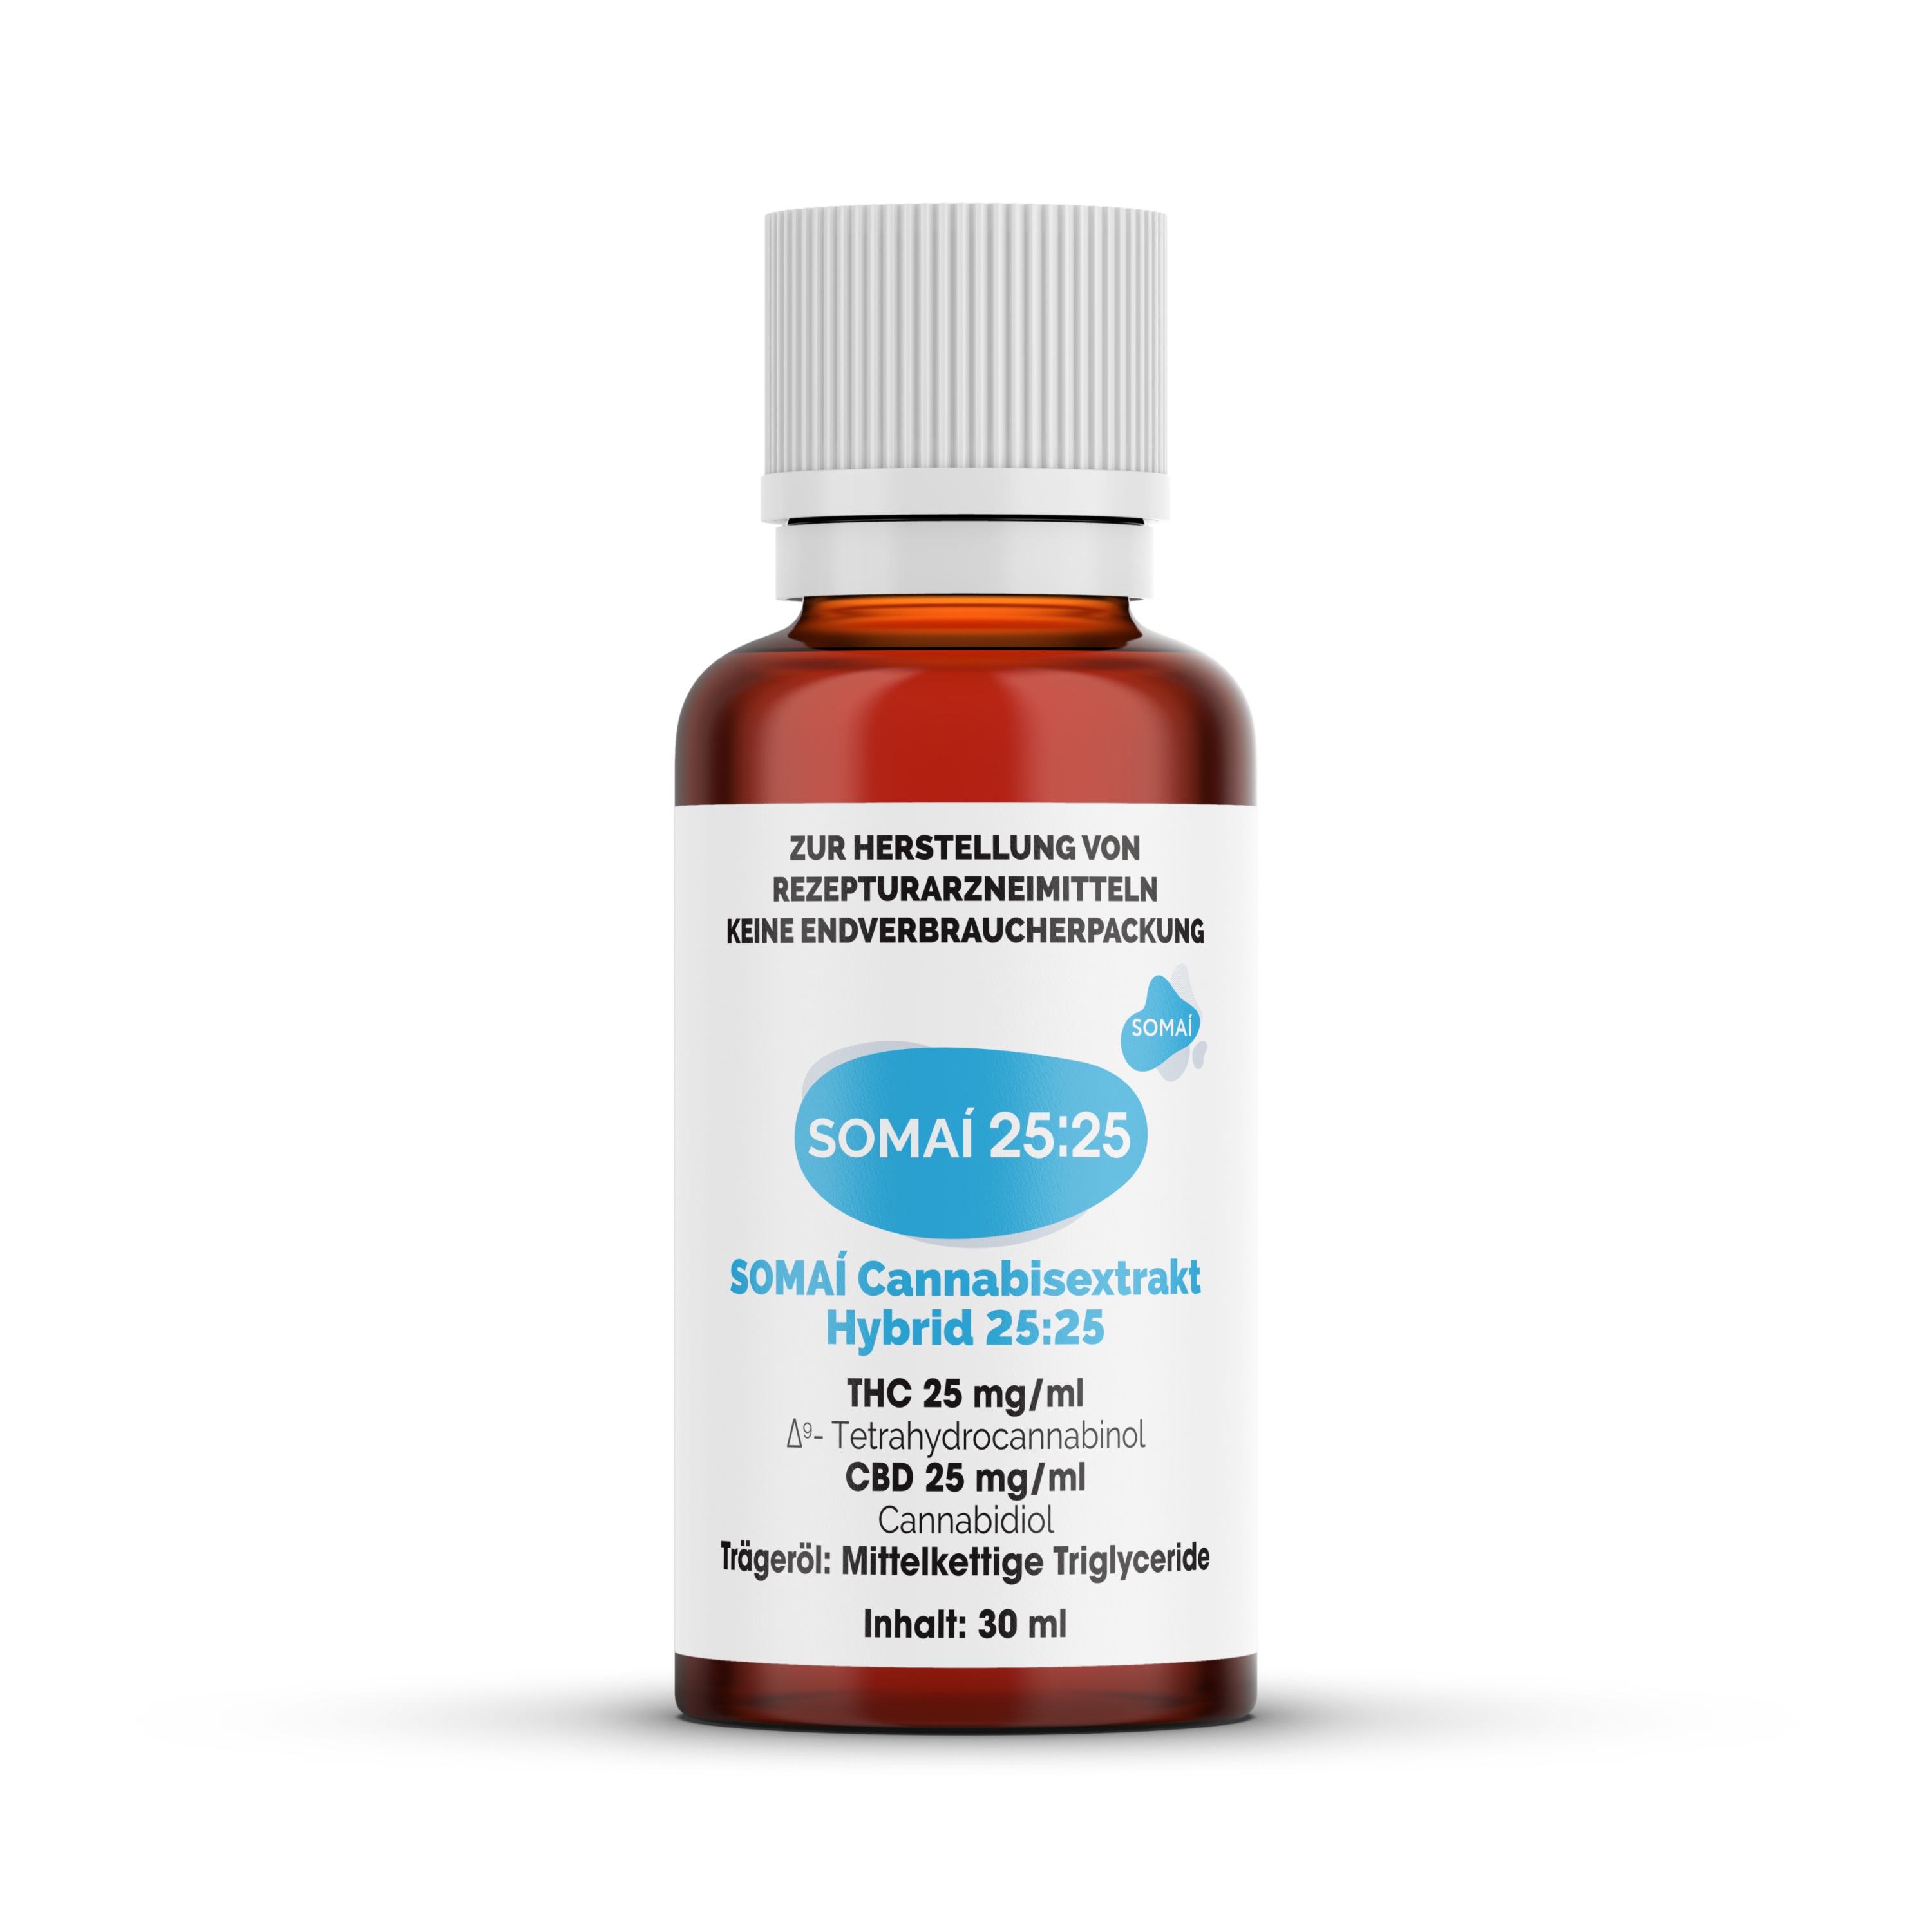 ZUR HERSTELLUNG VON
REZEPTURARZNEIMITTELN
KEINE ENDVERBRAUCHERPACKUNG
SOMAÍ
SOMAÍ 25:25
SOMAÍ Cannabisextrakt
Hybrid 25:25
THC 25 mg/ml
Δ⁹- Tetrahydrocannabinol
CBD 25 mg/ml
Cannabidiol
Trägeröl: Mittelkettige Triglyceride
Inhalt: 30 ml